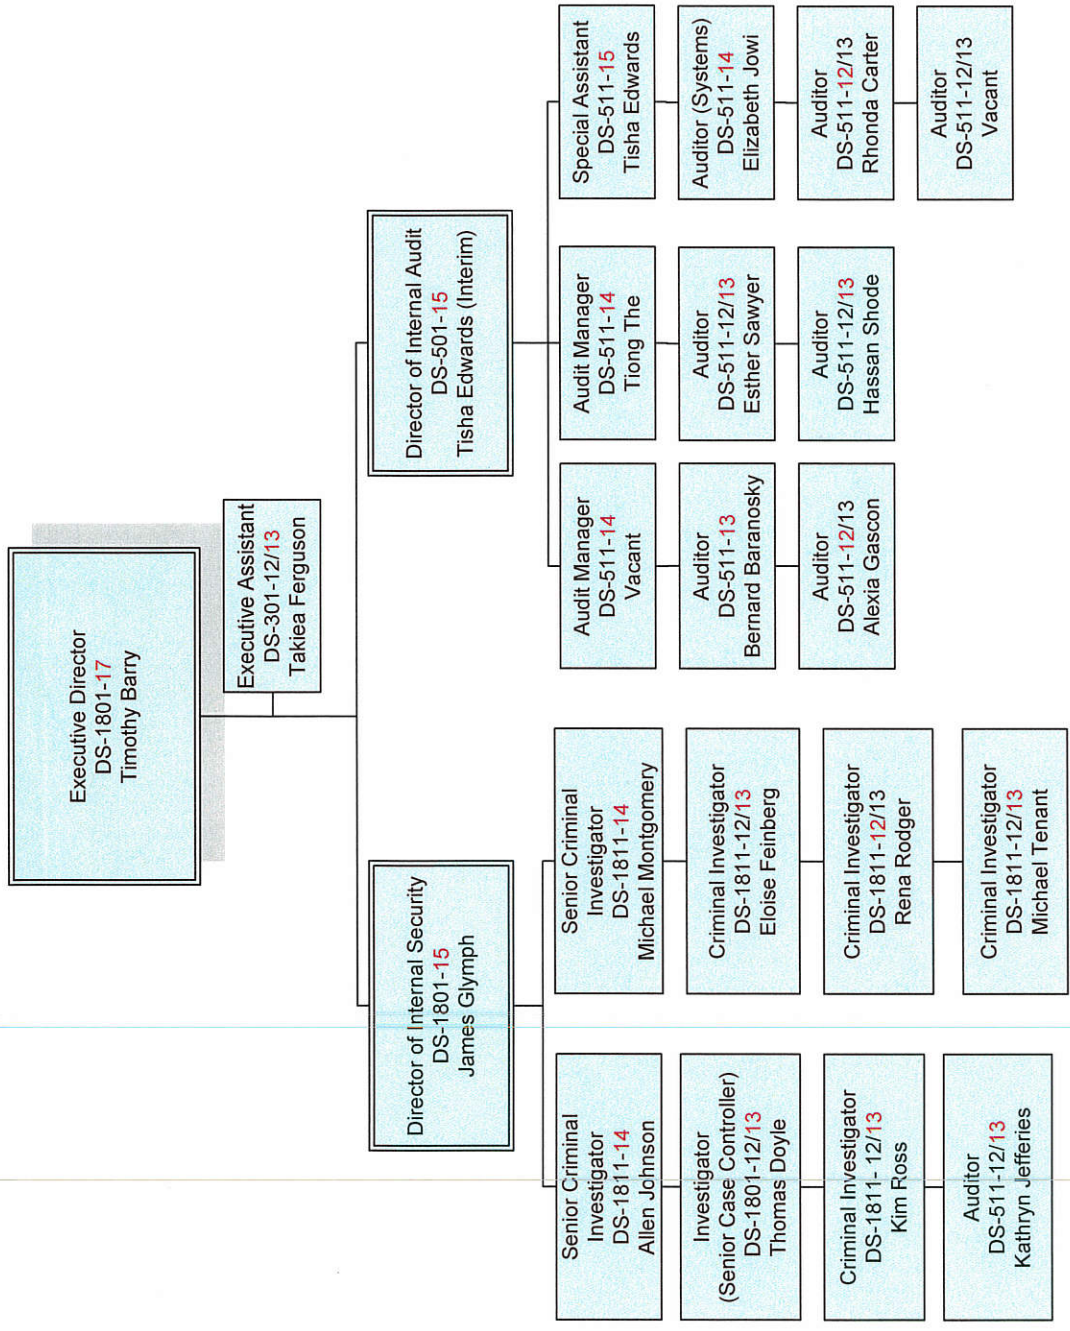 Executive Director
DS-1801-17
Timothy Barry
Executive Assistant
DS-301-12/13
Takiea Ferguson
Director of Internal Security
DS-1801-15
James Glymph
Director of Internal Audit
DS-501-15
Tisha Edwards (Interim)
Senior Criminal
Investigator
DS-1811-14
Allen Johnson
Investigator
(Senior Case Controller)
DS-1801-12/13
Thomas Doyle
Criminal Investigator
DS-1811- 12/13
Kim Ross
Auditor
DS-511-12/13
Kathryn Jefferies
Senior Criminal
Investigator
DS-1811-14
Michael Montgomery
Criminal Investigator
DS-1811-12/13
Eloise Feinberg
Criminal Investigator
DS-1811-12/13
Rena Rodger
Criminal Investigator
DS-1811-12/13
Michael Tenant
Audit Manager
DS-511-14
Vacant
Auditor
DS-511-13
Bernard Baranosky
Auditor
DS-511-12/13
Alexia Gascon
Audit Manager
DS-511-14
Tiong The
Auditor
DS-511-12/13
Esther Sawyer
Auditor
DS-511-12/13
Hassan Shode
Special Assistant
DS-511-15
Tisha Edwards
Auditor (Systems)
DS-511-14
Elizabeth Jowi
Auditor
DS-511-12/13
Rhonda Carter
Auditor
DS-511-12/13
Vacant